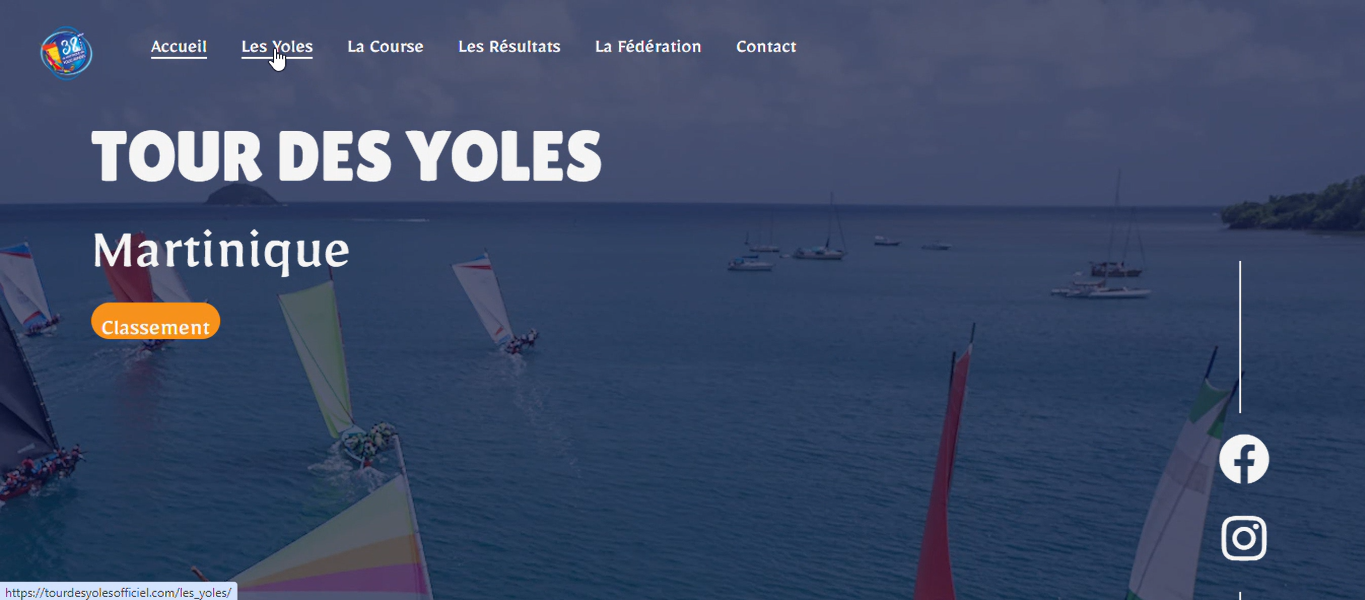 38
Accueil Les Yoles La Course Les Résultats La Fédération Contact
TOUR DES YOLES
Martinique
Classement
https://tourdesyolesofficiel.com/les_yoles/